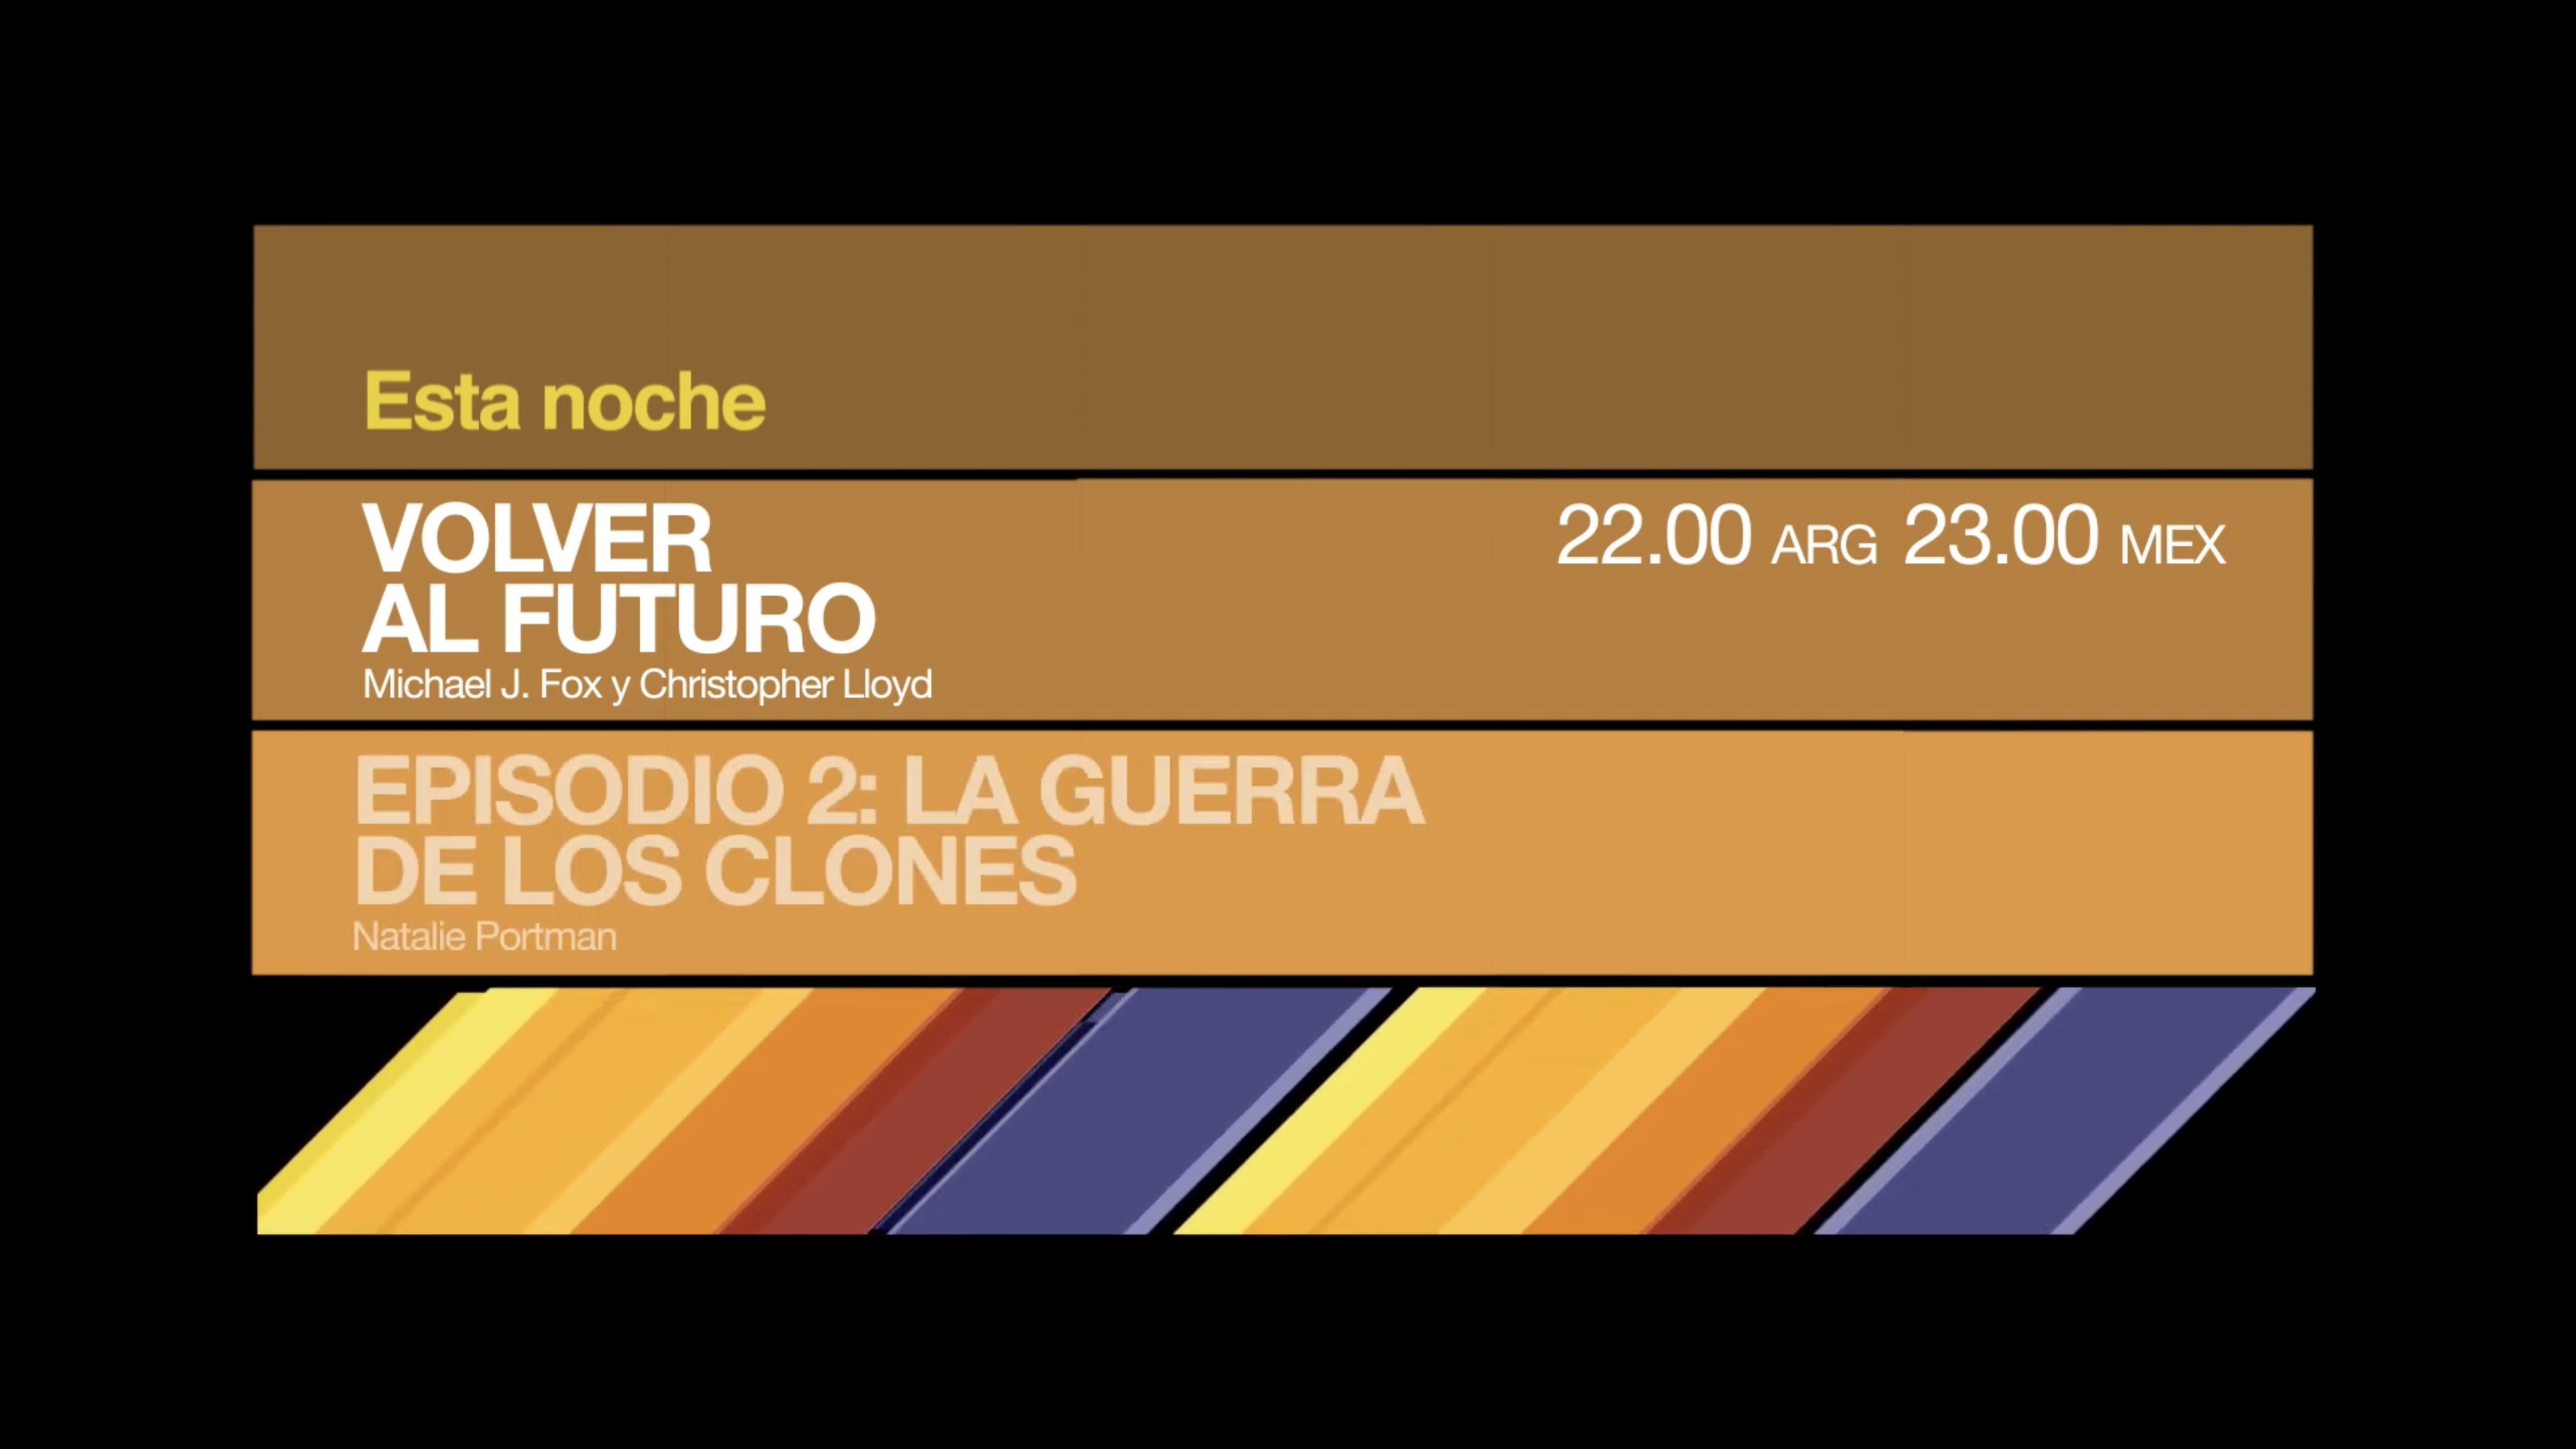 Esta noche
VOLVER
AL FUTURO
Michael J. Fox y Christopher Lloyd
22.00 ARG 23.00 MEX
EPISODIO 2: LA GUERRA
DE LOS CLONES
Natalie Portman